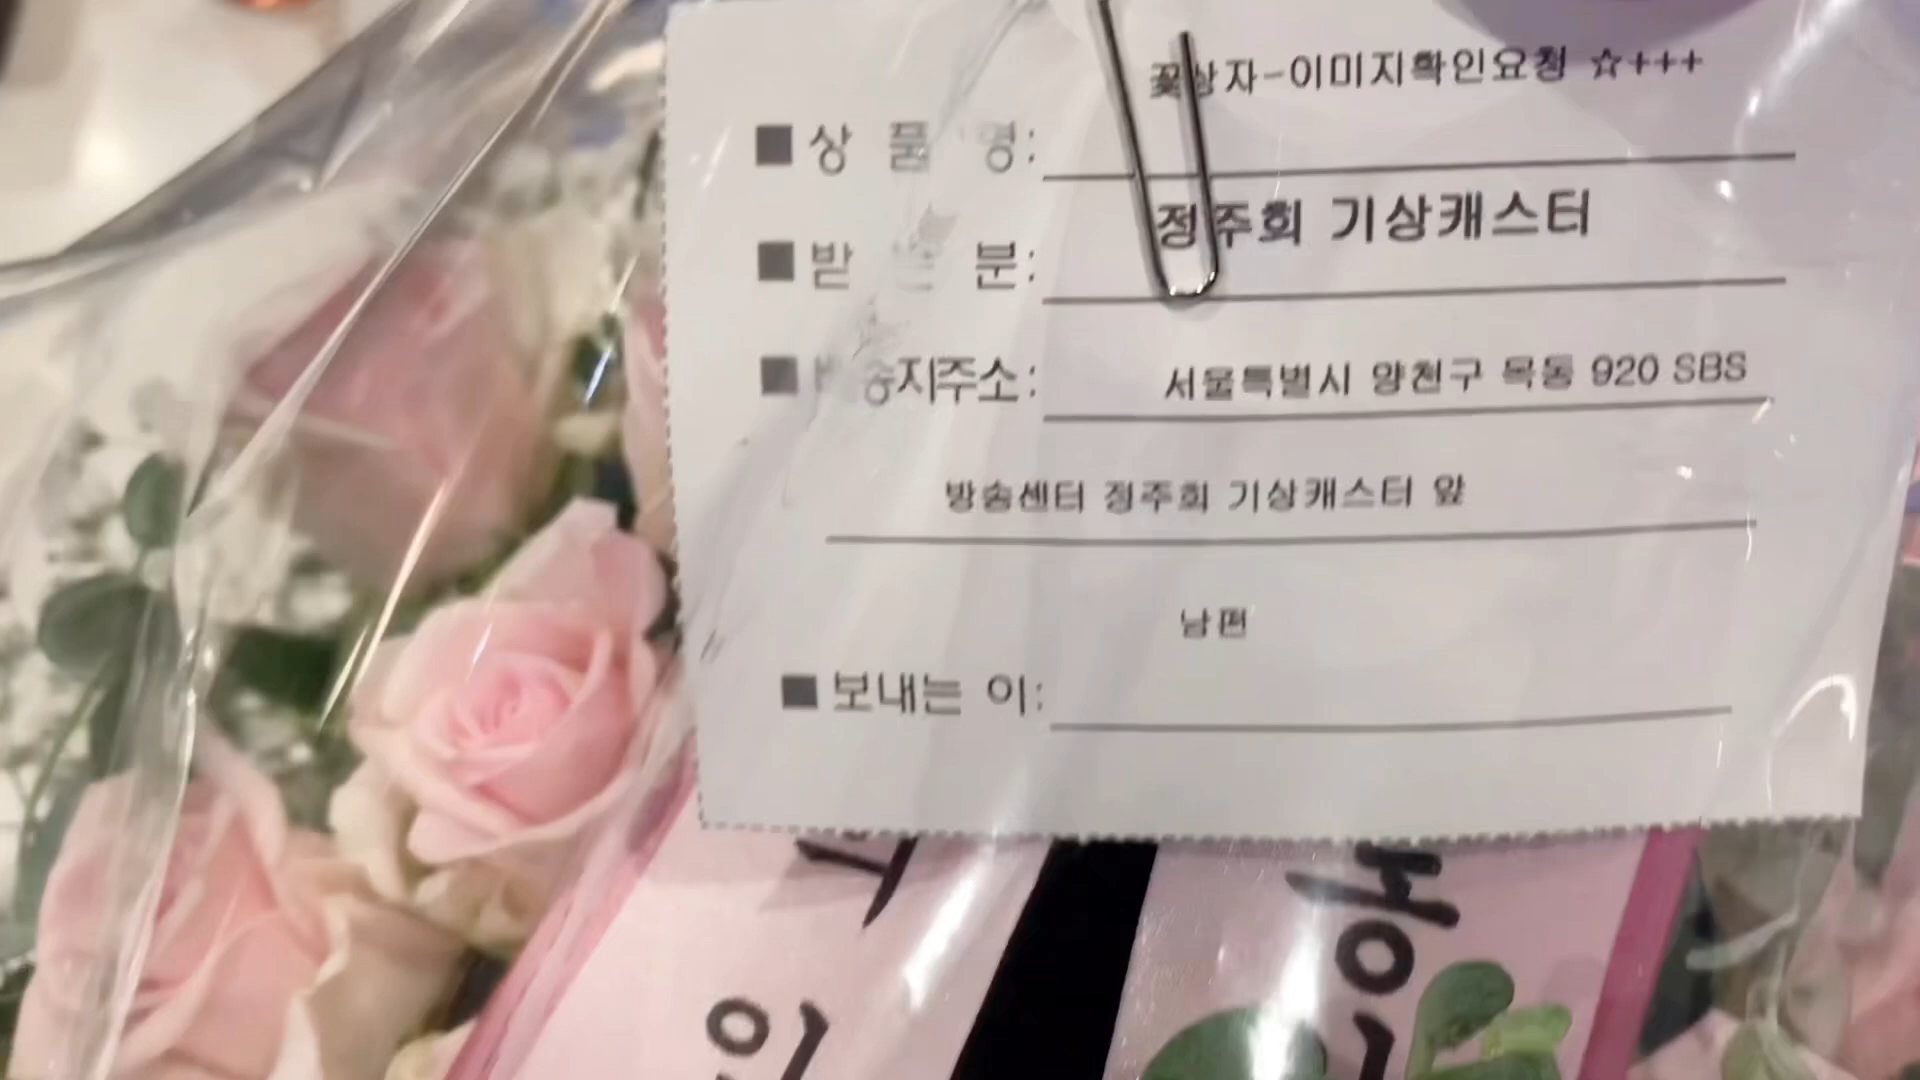 꽃상자-이미지확인요청 ☆+++
■ 상 품 명:
정주희 기상캐스터
■ 받 는 분:
서울특별시 양천구 목동 920 SBS
■ 배송지주소:
방송센터 정주희 기상캐스터 앞
남편
■ 보내는 이: